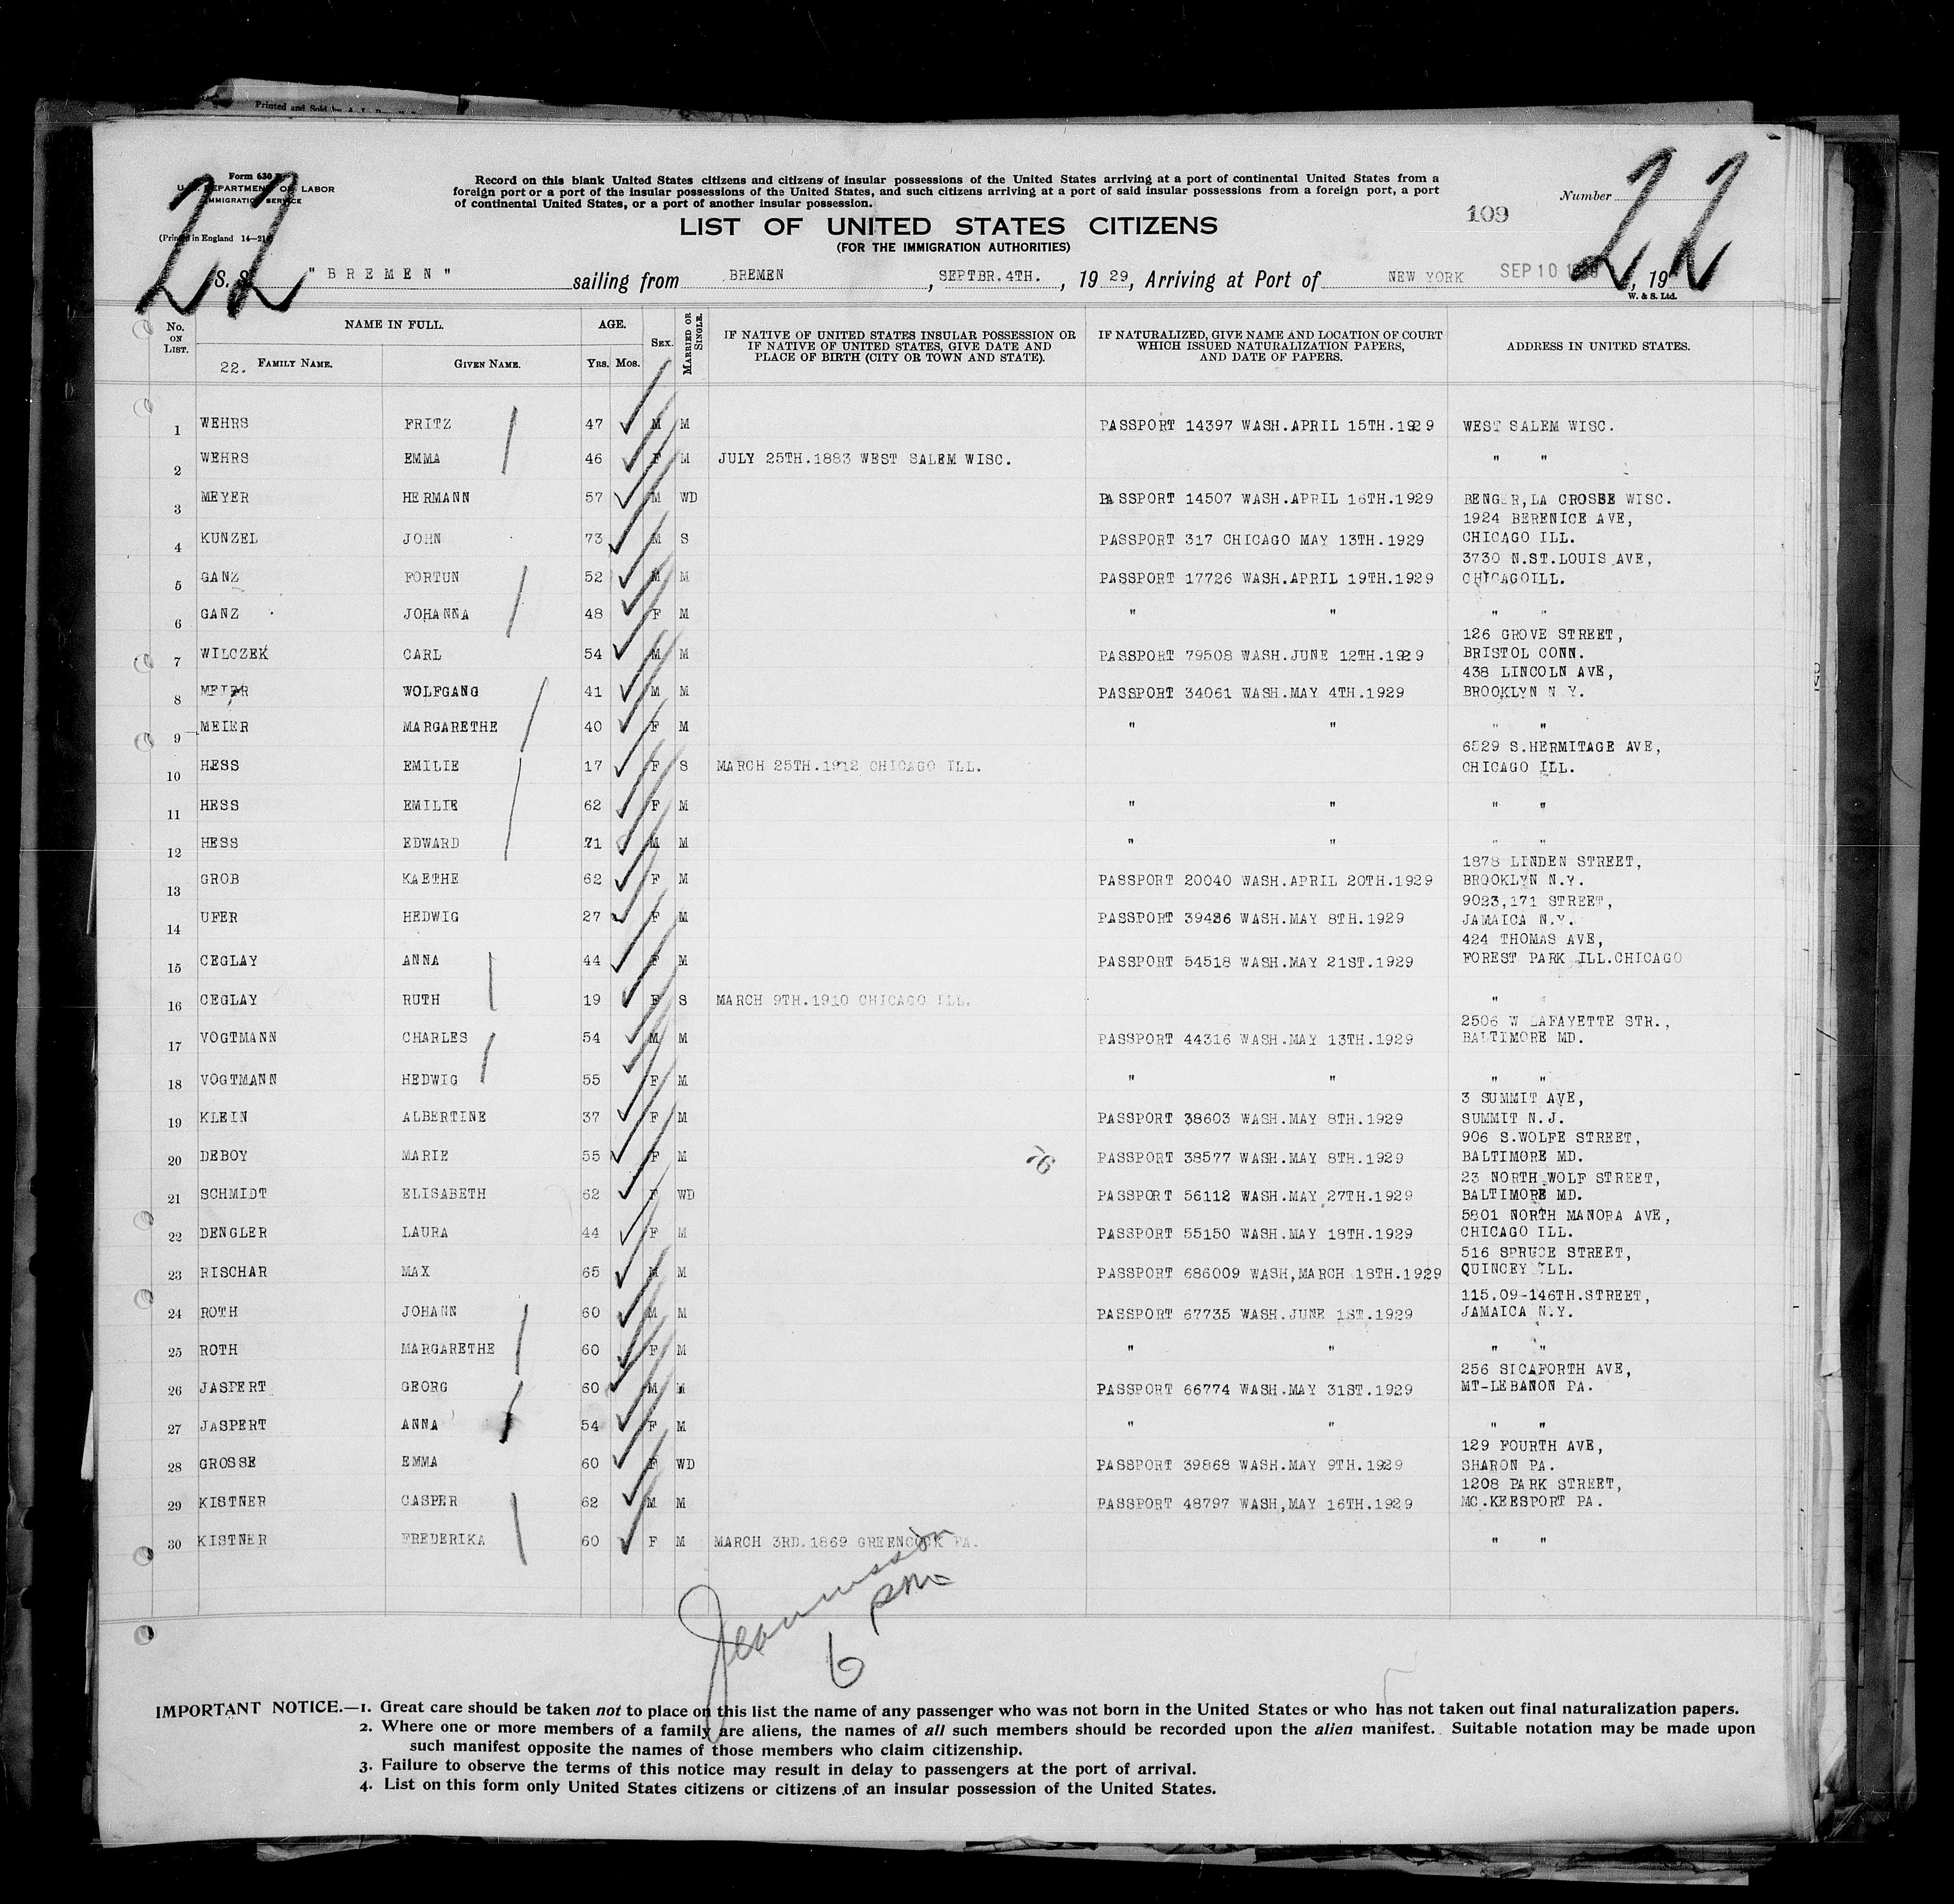 Printed and Sold by
Form 630
U. S. DEPARTMENT OF LABOR
IMMIGRATION SERVICE
(Printed in England 14—21)
22
Record on this blank United States citizens and citizens of insular possessions of the United States arriving at a port of continental United States from a
foreign port or a port of the insular possessions of the United States, and such citizens arriving at a port of said insular possessions from a foreign port, a port
of continental United States, or a port of another insular possession.
Number 22
109
LIST OF UNITED STATES CITIZENS
(FOR THE IMMIGRATION AUTHORITIES)
S. S. "BREMEN" sailing from BREMEN, SEPTBR.4TH., 1929, Arriving at Port of NEW YORK SEP 10 1929, 19
W. & S. Ltd.
No. ON LIST. NAME IN FULL. AGE. SEX. MARRIED OR SINGLE. IF NATIVE OF UNITED STATES INSULAR POSSESSION OR IF NATIVE OF UNITED STATES, GIVE DATE AND PLACE OF BIRTH (CITY OR TOWN AND STATE). IF NATURALIZED, GIVE NAME AND LOCATION OF COURT WHICH ISSUED NATURALIZATION PAPERS, AND DATE OF PAPERS. ADDRESS IN UNITED STATES.
22. FAMILY NAME. GIVEN NAME. YRS. MOS.
1 WEHRS FRITZ 47 M M PASSPORT 14397 WASH.APRIL 15TH.1929 WEST SALEM WISC.
2 WEHRS EMMA 46 F M JULY 25TH.1883 WEST SALEM WISC. " "
3 MEYER HERMANN 57 M WD PASSPORT 14507 WASH.APRIL 16TH.1929 BENGER,LA CROSSE WISC.
1924 BERENICE AVE,
4 KUNZEL JOHN 73 M S PASSPORT 317 CHICAGO MAY 13TH.1929 CHICAGO ILL.
3730 N.ST.LOUIS AVE,
5 GANZ FORTUN 52 M M PASSPORT 17726 WASH.APRIL 19TH.1929 CHICAGOILL.
6 GANZ JOHANNA 48 F M " " " "
126 GROVE STREET,
7 WILCZEK CARL 54 M M PASSPORT 79508 WASH.JUNE 12TH.1929 BRISTOL CONN.
438 LINCOLN AVE,
8 MEIER WOLFGANG 41 M M PASSPORT 34061 WASH.MAY 4TH.1929 BROOKLYN N Y.
9 MEIER MARGARETHE 40 F M " " " "
6529 S.HERMITAGE AVE,
10 HESS EMILIE 17 F S MARCH 25TH.1912 CHICAGO ILL. CHICAGO ILL.
11 HESS EMILIE 62 F M " " " "
12 HESS EDWARD 71 M M " " " "
1878 LINDEN STREET,
13 GROB KAETHE 62 F M PASSPORT 20040 WASH.APRIL 20TH.1929 BROOKLYN N.Y.
9023,171 STREET,
14 UFER HEDWIG 27 F M PASSPORT 39486 WASH.MAY 8TH.1929 JAMAICA N.Y.
424 THOMAS AVE,
15 CEGLAY ANNA 44 F M PASSPORT 54518 WASH.MAY 21ST.1929 FOREST PARK ILL.CHICAGO
16 CEGLAY RUTH 19 F S MARCH 9TH.1910 CHICAGO ILL. " "
2506 W LAFAYETTE STR.,
17 VOGTMANN CHARLES 54 M M PASSPORT 44316 WASH.MAY 13TH.1929 BALTIMORE MD.
18 VOGTMANN HEDWIG 55 F M " " " "
3 SUMMIT AVE,
19 KLEIN ALBERTINE 37 F M PASSPORT 38603 WASH.MAY 8TH.1929 SUMMIT N.J.
906 S.WOLFE STREET,
20 DEBOY MARIE 55 F M 76 PASSPORT 38577 WASH.MAY 8TH.1929 BALTIMORE MD.
23 NORTH WOLF STREET,
21 SCHMIDT ELISABETH 62 F WD PASSPORT 56112 WASH.MAY 27TH.1929 BALTIMORE MD.
5801 NORTH MANORA AVE,
22 DENGLER LAURA 44 F M PASSPORT 55150 WASH.MAY 18TH.1929 CHICAGO ILL.
516 SPRUCE STREET,
23 RISCHAR MAX 65 M M PASSPORT 686009 WASH,MARCH 18TH.1929 QUINCEY ILL.
115.09-146TH.STREET,
24 ROTH JOHANN 60 M M PASSPORT 67735 WASH.JUNE 1ST.1929 JAMAICA N.Y.
25 ROTH MARGARETHE 60 F M " " " "
256 SICAFORTH AVE,
26 JASPERT GEORG 60 M M PASSPORT 66774 WASH.MAY 31ST.1929 MT-LEBANON PA.
27 JASPERT ANNA 54 F M " " " "
129 FOURTH AVE,
28 GROSSE EMMA 60 F WD PASSPORT 39868 WASH.MAY 9TH.1929 SHARON PA.
1208 PARK STREET,
29 KISTNER CASPER 62 M M PASSPORT 48797 WASH,MAY 16TH.1929 MC.KEESPORT PA.
30 KISTNER FREDERIKA 60 F M MARCH 3RD.1869 GREENCOCK PA. " "
6
IMPORTANT NOTICE.—1. Great care should be taken not to place on this list the name of any passenger who was not born in the United States or who has not taken out final naturalization papers.
2. Where one or more members of a family are aliens, the names of all such members should be recorded upon the alien manifest. Suitable notation may be made upon
such manifest opposite the names of those members who claim citizenship.
3. Failure to observe the terms of this notice may result in delay to passengers at the port of arrival.
4. List on this form only United States citizens or citizens of an insular possession of the United States.